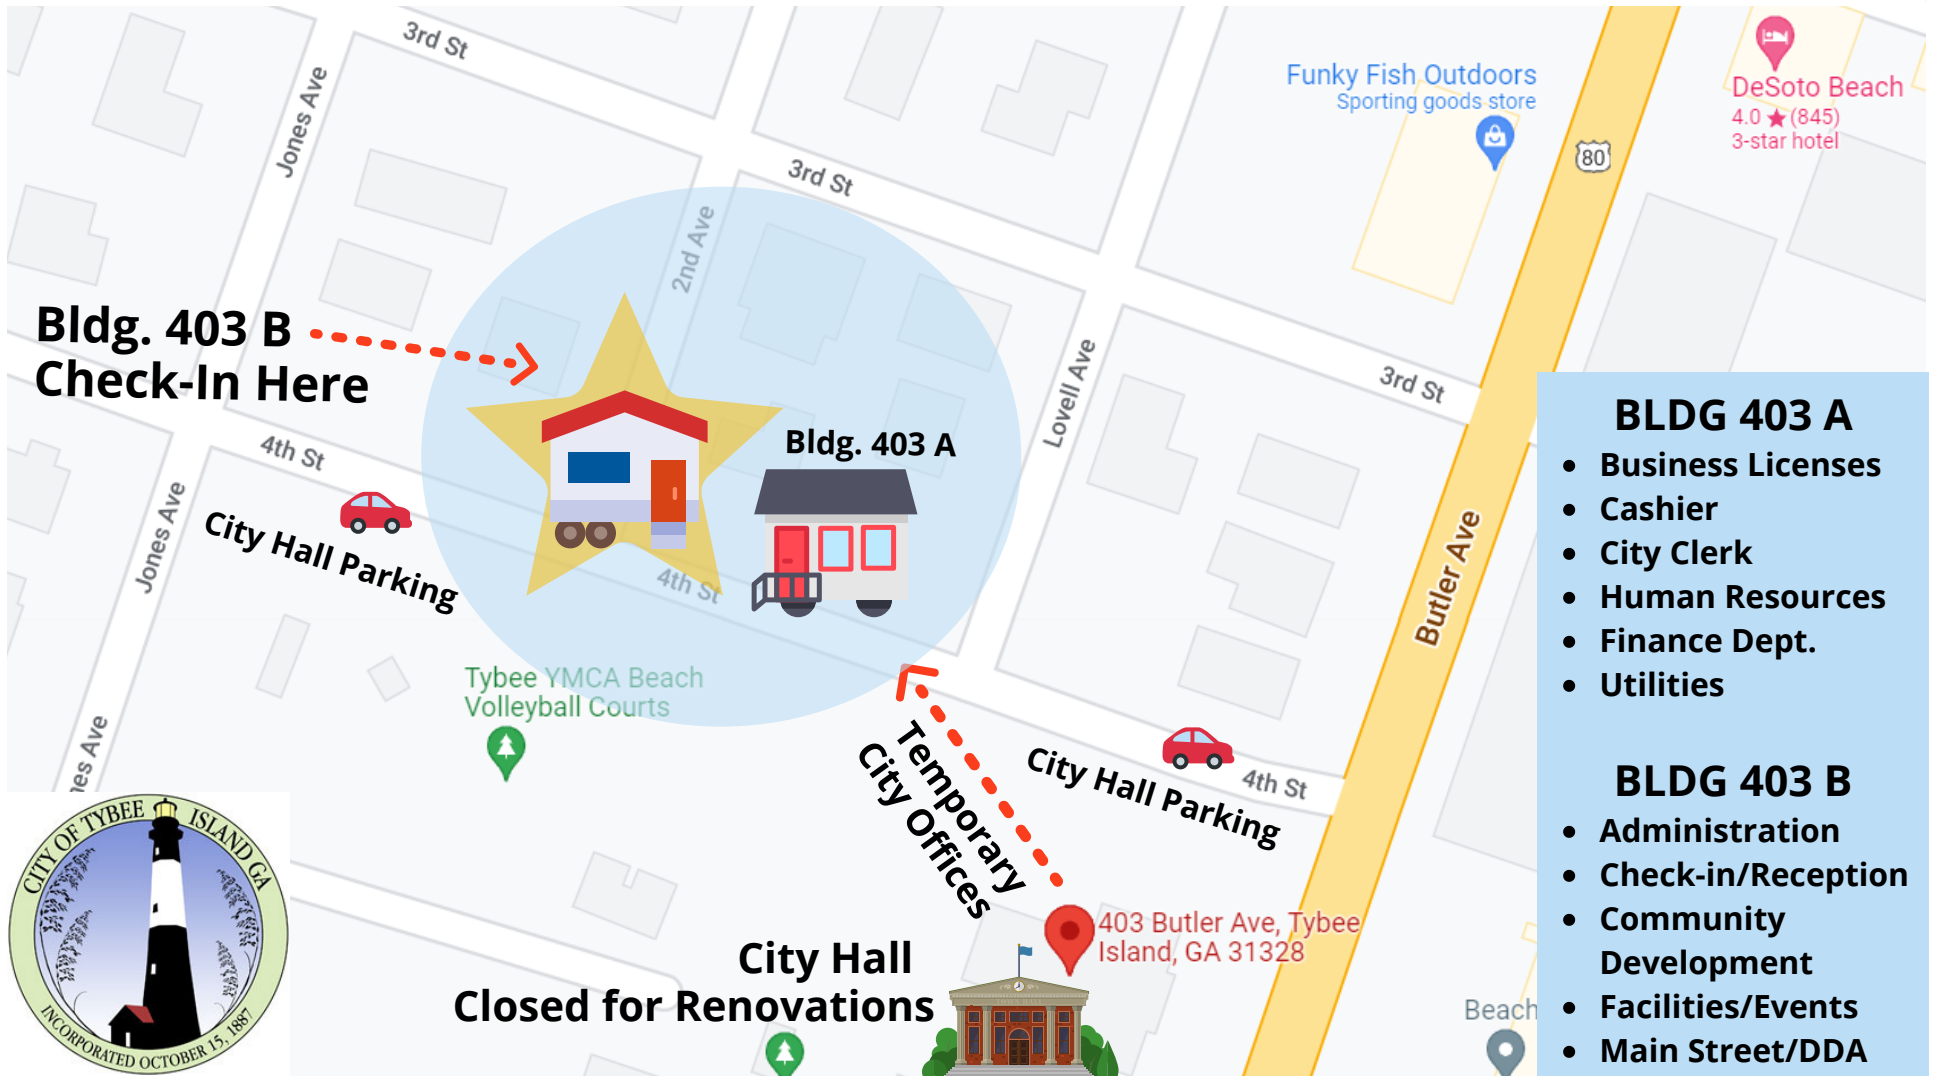 3rd St
Jones Ave
3rd St
2nd Ave
Funky Fish Outdoors
Sporting goods store
80
DeSoto Beach
4.0 ★ (845)
3-star hotel
Bldg. 403 B
Check-In Here
Bldg. 403 A
Lovell Ave
3rd St
4th St
Jones Ave
City Hall Parking
4th St
Butler Ave
Tybee YMCA Beach
Volleyball Courts
Temporary
City Offices
City Hall Parking
4th St
nes Ave
403 Butler Ave, Tybee
Island, GA 31328
City Hall
Closed for Renovations
Beach
CITY OF TYBEE ISLAND GA
INCORPORATED OCTOBER 15, 1887
BLDG 403 A
• Business Licenses
• Cashier
• City Clerk
• Human Resources
• Finance Dept.
• Utilities
BLDG 403 B
• Administration
• Check-in/Reception
• Community
Development
• Facilities/Events
• Main Street/DDA